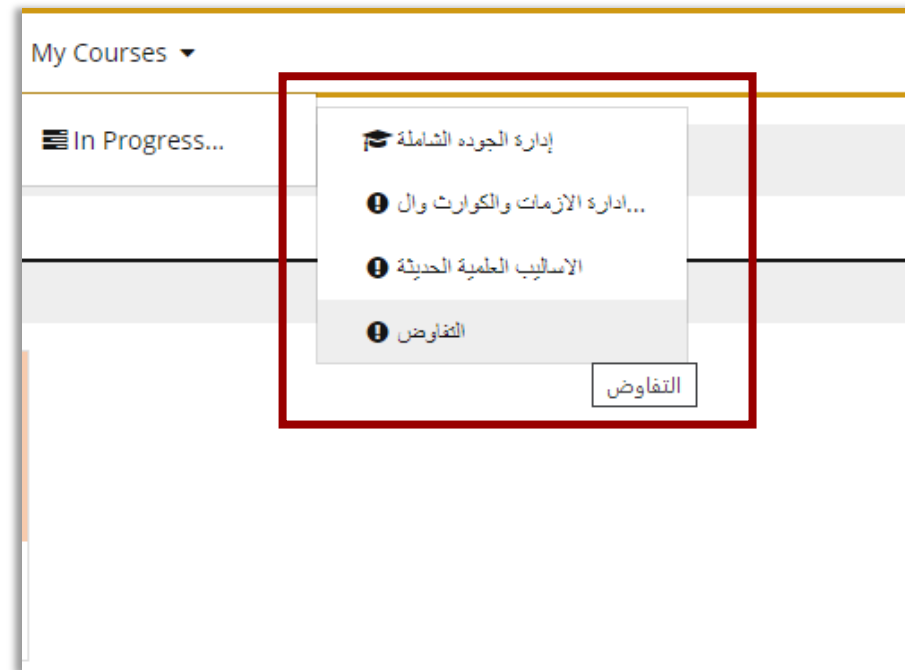 My Courses
In Progress...
إدارة الجوده الشاملة
ادارة الازمات والكوارث وال...
الاساليب العلمية الحديثة
التفاوض
التفاوض